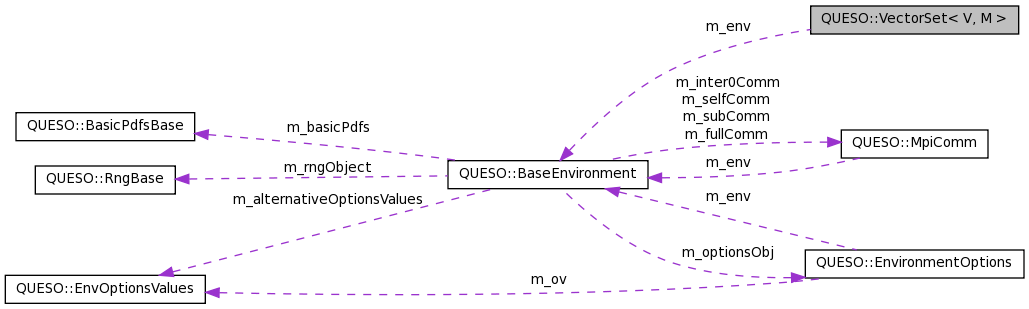 QUESO::VectorSet< V, M >
m_env
m_inter0Comm
m_selfComm
m_subComm
m_fullComm
QUESO::BasicPdfsBase
m_basicPdfs
QUESO::MpiComm
m_env
m_rngObject
QUESO::RngBase
QUESO::BaseEnvironment
m_alternativeOptionsValues
m_env
m_optionsObj
QUESO::EnvironmentOptions
m_ov
QUESO::EnvOptionsValues